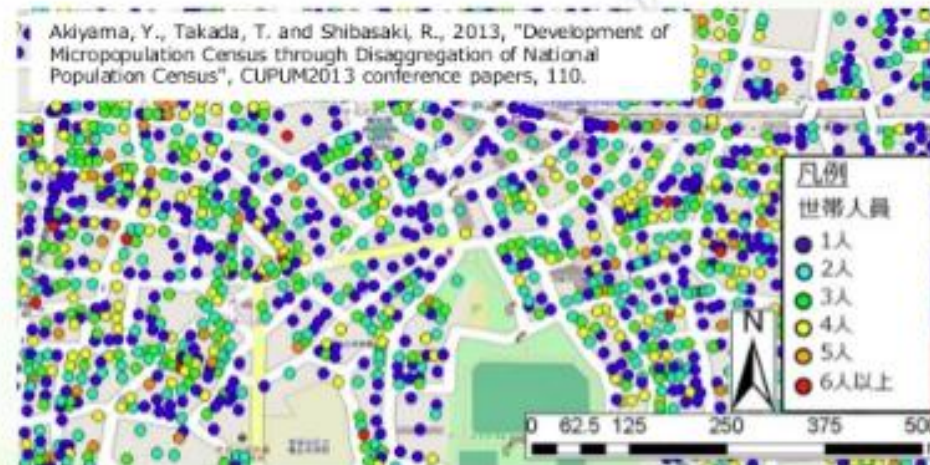 Akiyama, Y., Takada, T. and Shibasaki, R., 2013, "Development of
Micropopulation Census through Disaggregation of National
Population Census", CUPUM2013 conference papers, 110.
凡例
世帯人員
1人
2人
3人
4人
5人
6人以上
N
0 62.5 125 250 375